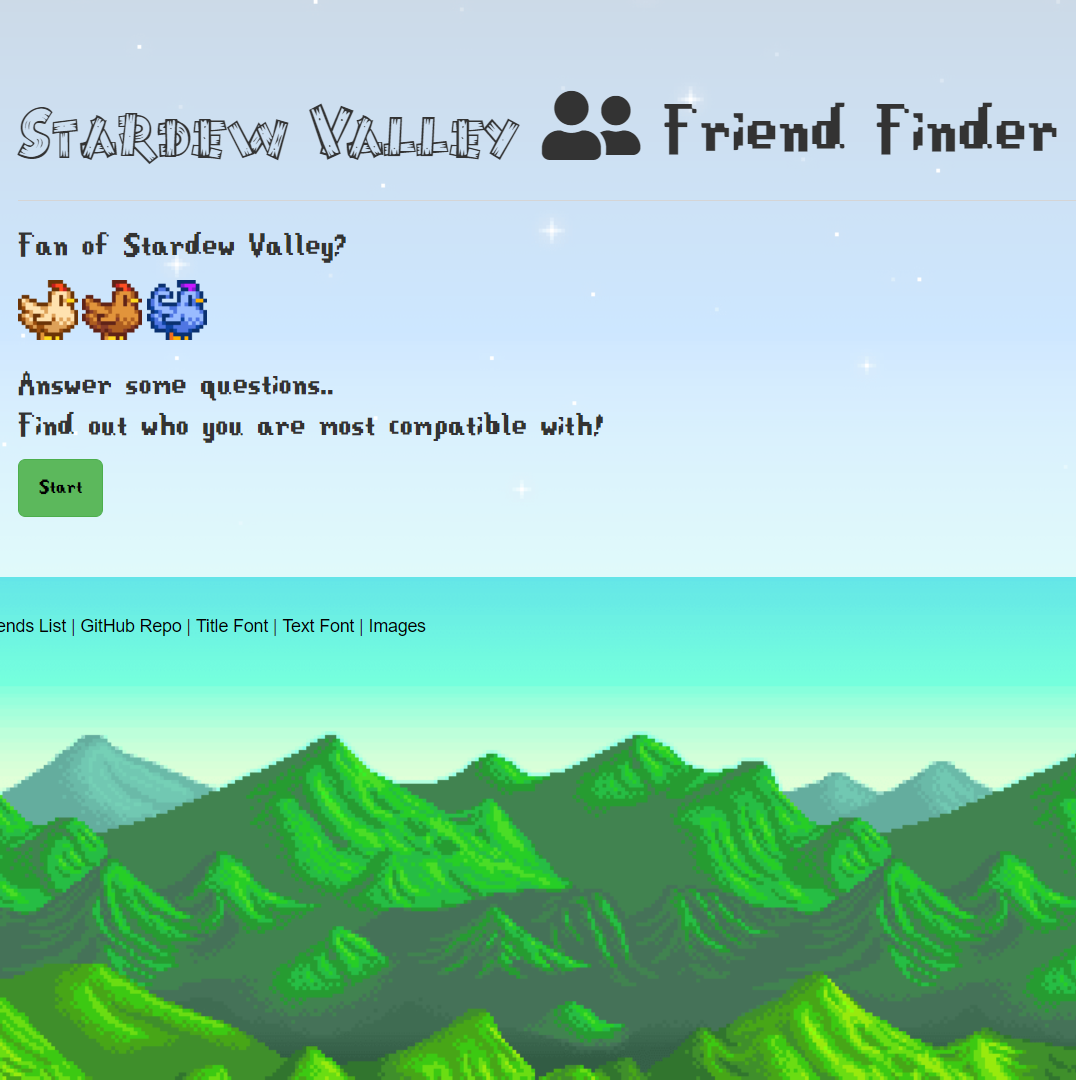 Stardew Valley Friend Finder
Fan of Stardew Valley?
Answer some questions..
Find out who you are most compatible with!
Start
ends List | GitHub Repo | Title Font | Text Font | Images